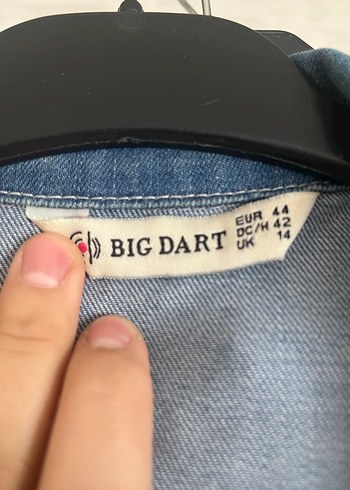 BIG DART
EUR 44
DC/H 42
UK 14